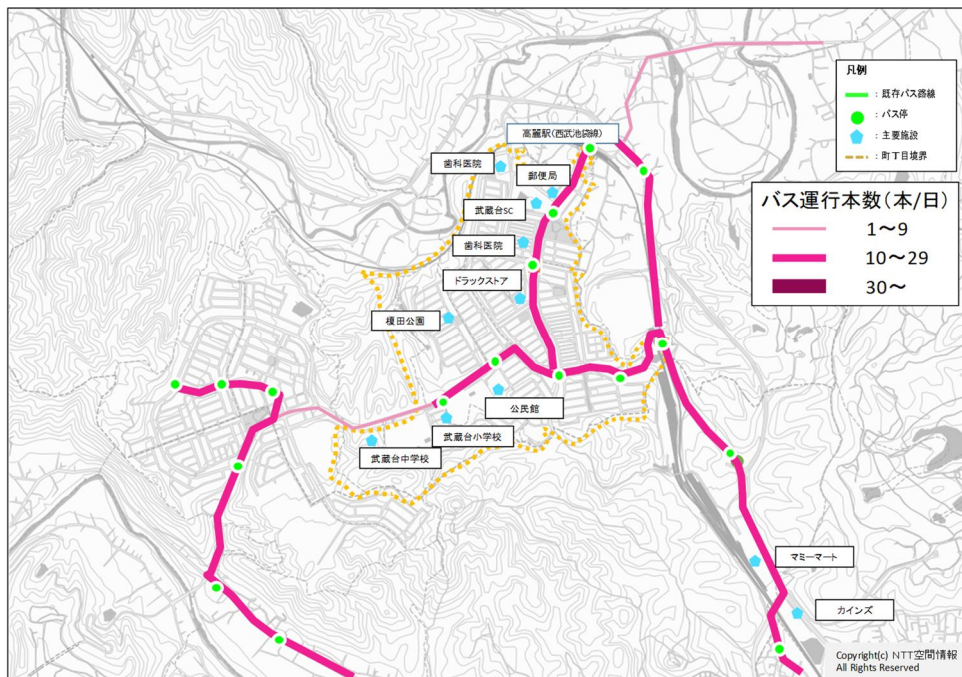 凡例
：既存バス路線
：バス停
：主要施設
：町丁目境界
バス運行本数(本/日)
1～9
10～29
30～
高麗駅(西武池袋線)
歯科医院
郵便局
武蔵台SC
歯科医院
ドラックストア
榎田公園
公民館
武蔵台小学校
武蔵台中学校
マミーマート
カインズ
Copyright(c) NTT空間情報
All Rights Reserved